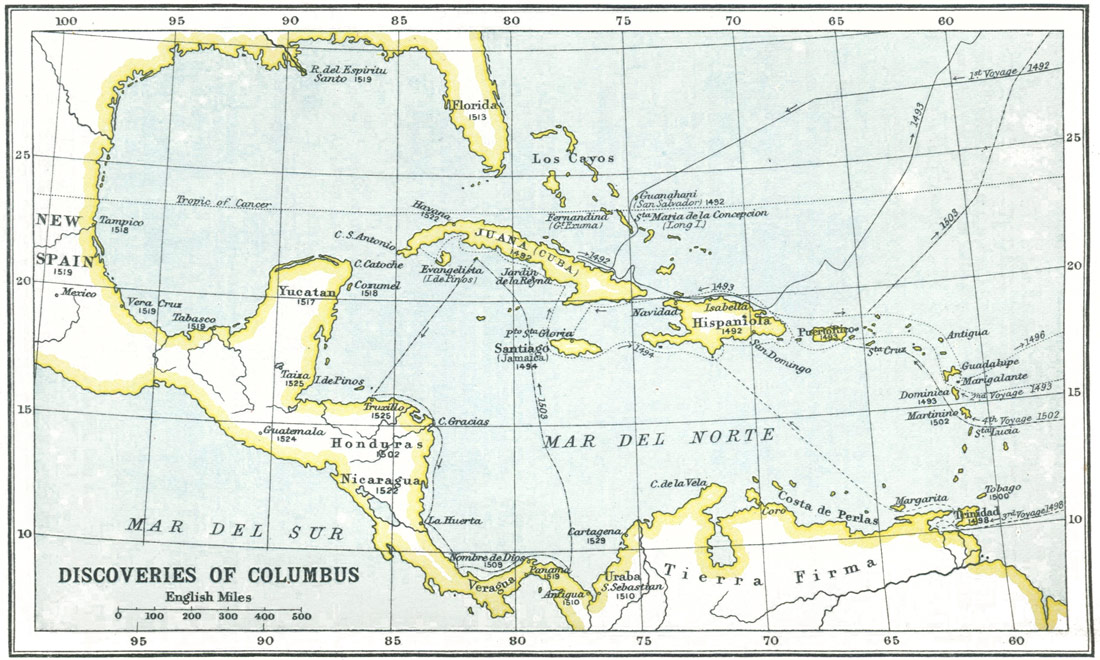 100 95 90 85 80 75 70 65 60
1st Voyage 1492
R. del Espiritu
Santo 1519
Florida
1513
1493
25
25
Los Cayos
Tropic of Cancer
Guanahani
(San Salvador) 1492
Havana
1522
Fernandina
(Gt Exuma)
Sta Maria de la Concepcion
(Long I.)
1503
NEW
SPAIN
1519
Tampico
1518
C. S. Antonio
JUANA (CUBA)
1492
1492
C. Catoche
Evangelista
(I. de Pinos)
Jardin
de la Reyna
20
20
Mexico
Vera Cruz
1519
Tabasco
1519
Yucatan
1517
Cozumel
1518
1493
Navidad
Isabella
Hispaniola
1492
Puerto Rico
1493
Pto Sta Gloria
Santiago
(Jamaica)
1494
1494
San Domingo
Sta Cruz
Antigua
1496
Guadalupe
Marigalante
Taiza
1525
I. de Pinos
Dominica
1493
2nd Voyage 1493
15
15
Truxillo
1525
C. Gracias
1503
Martinino
1502
4th Voyage 1502
Sta Lucia
Guatemala
1524
Honduras
1502
MAR DEL NORTE
Nicaragua
1522
C. de la Vela
Coro
Costa de Perlas
Margarita
Tobago
1500
Trinidad
1498
3rd Voyage 1498
10
10
MAR DEL SUR
La Huerta
Cartagena
1529
Nombre de Dios
1509
Panama
1519
Veragua
Antigua
1510
Uraba
S. Sebastian
1510
Tierra Firma
DISCOVERIES OF COLUMBUS
English Miles
0 100 200 300 400 500
95 90 85 80 75 70 65 60